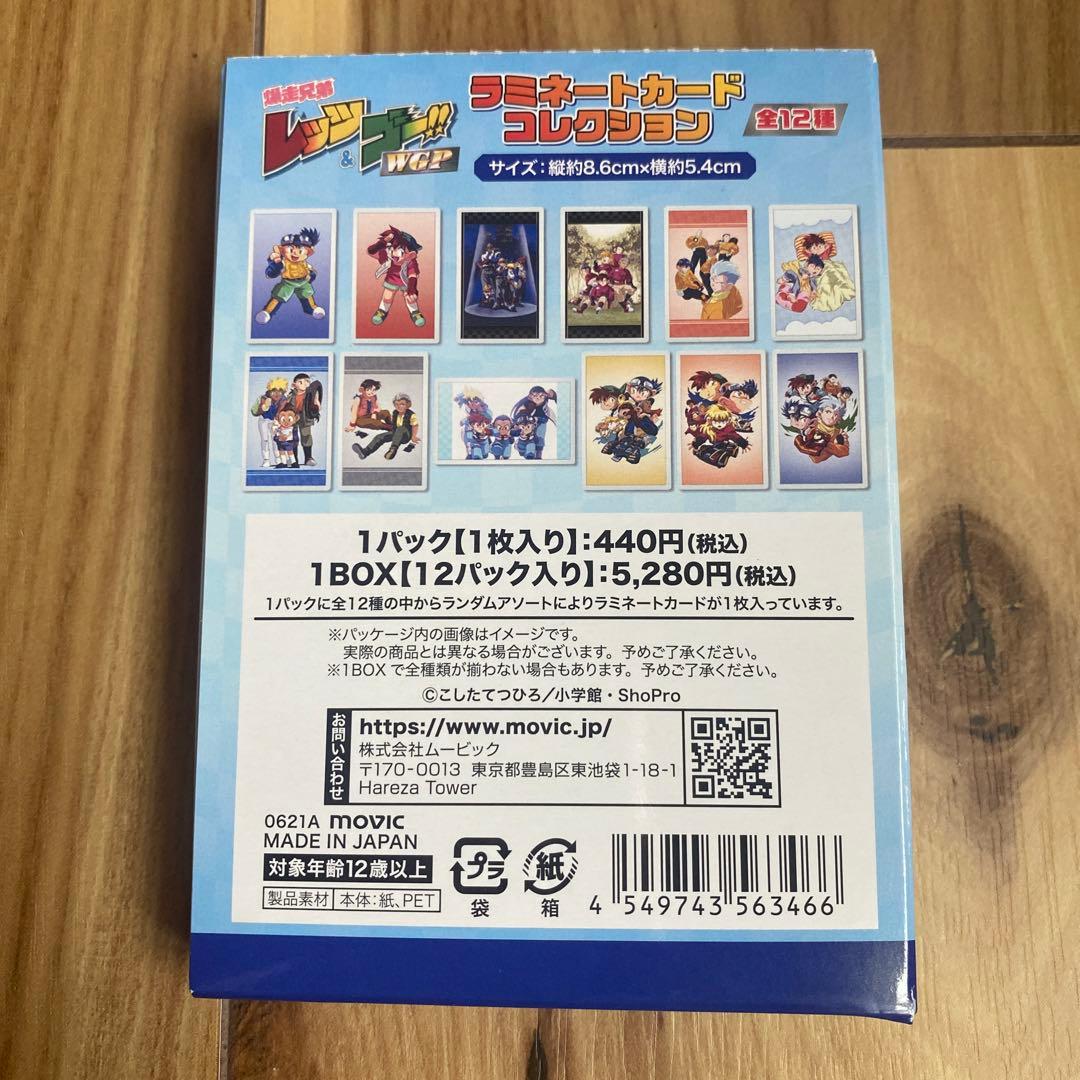 爆走兄弟
レッツ
&
ゴー!!
WGP
ラミネートカード
コレクション
全12種
サイズ：縦約8.6cm×横約5.4cm
1パック【1枚入り】：440円(税込)
1BOX【12パック入り】：5,280円(税込)
1パックに全12種の中からランダムアソートによりラミネートカードが1枚入っています。
※パッケージ内の画像はイメージです。
実際の商品とは異なる場合がございます。予めご了承ください。
※1BOXで全種類が揃わない場合もあります。予めご了承ください。
©こしたてつひろ／小学館・ShoPro
お問い合わせ
https://www.movic.jp/
株式会社ムービック
〒170-0013 東京都豊島区東池袋1-18-1
Hareza Tower
0621A movic
MADE IN JAPAN
対象年齢12歳以上
製品素材 本体：紙、PET
プラ
袋
紙
箱
4 549743 563466